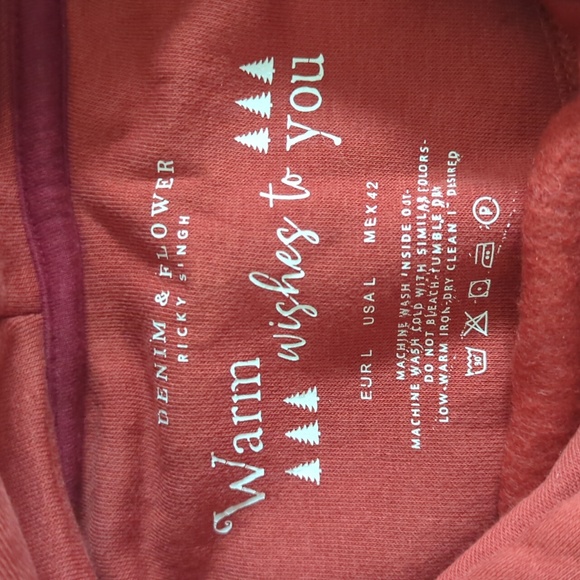 DENIM & FLOWER
RICKY SINGH
Warm
wishes to you
EUR L USA L MEX 42
MACHINE WASH INSIDE OUT-
MACHINE WASH COLD WITH SIMILAR COLORS-
DO NOT BLEACH-TUMBLE DRY
LOW-WARM IRON-DRY CLEAN I DESIRED
30°
P